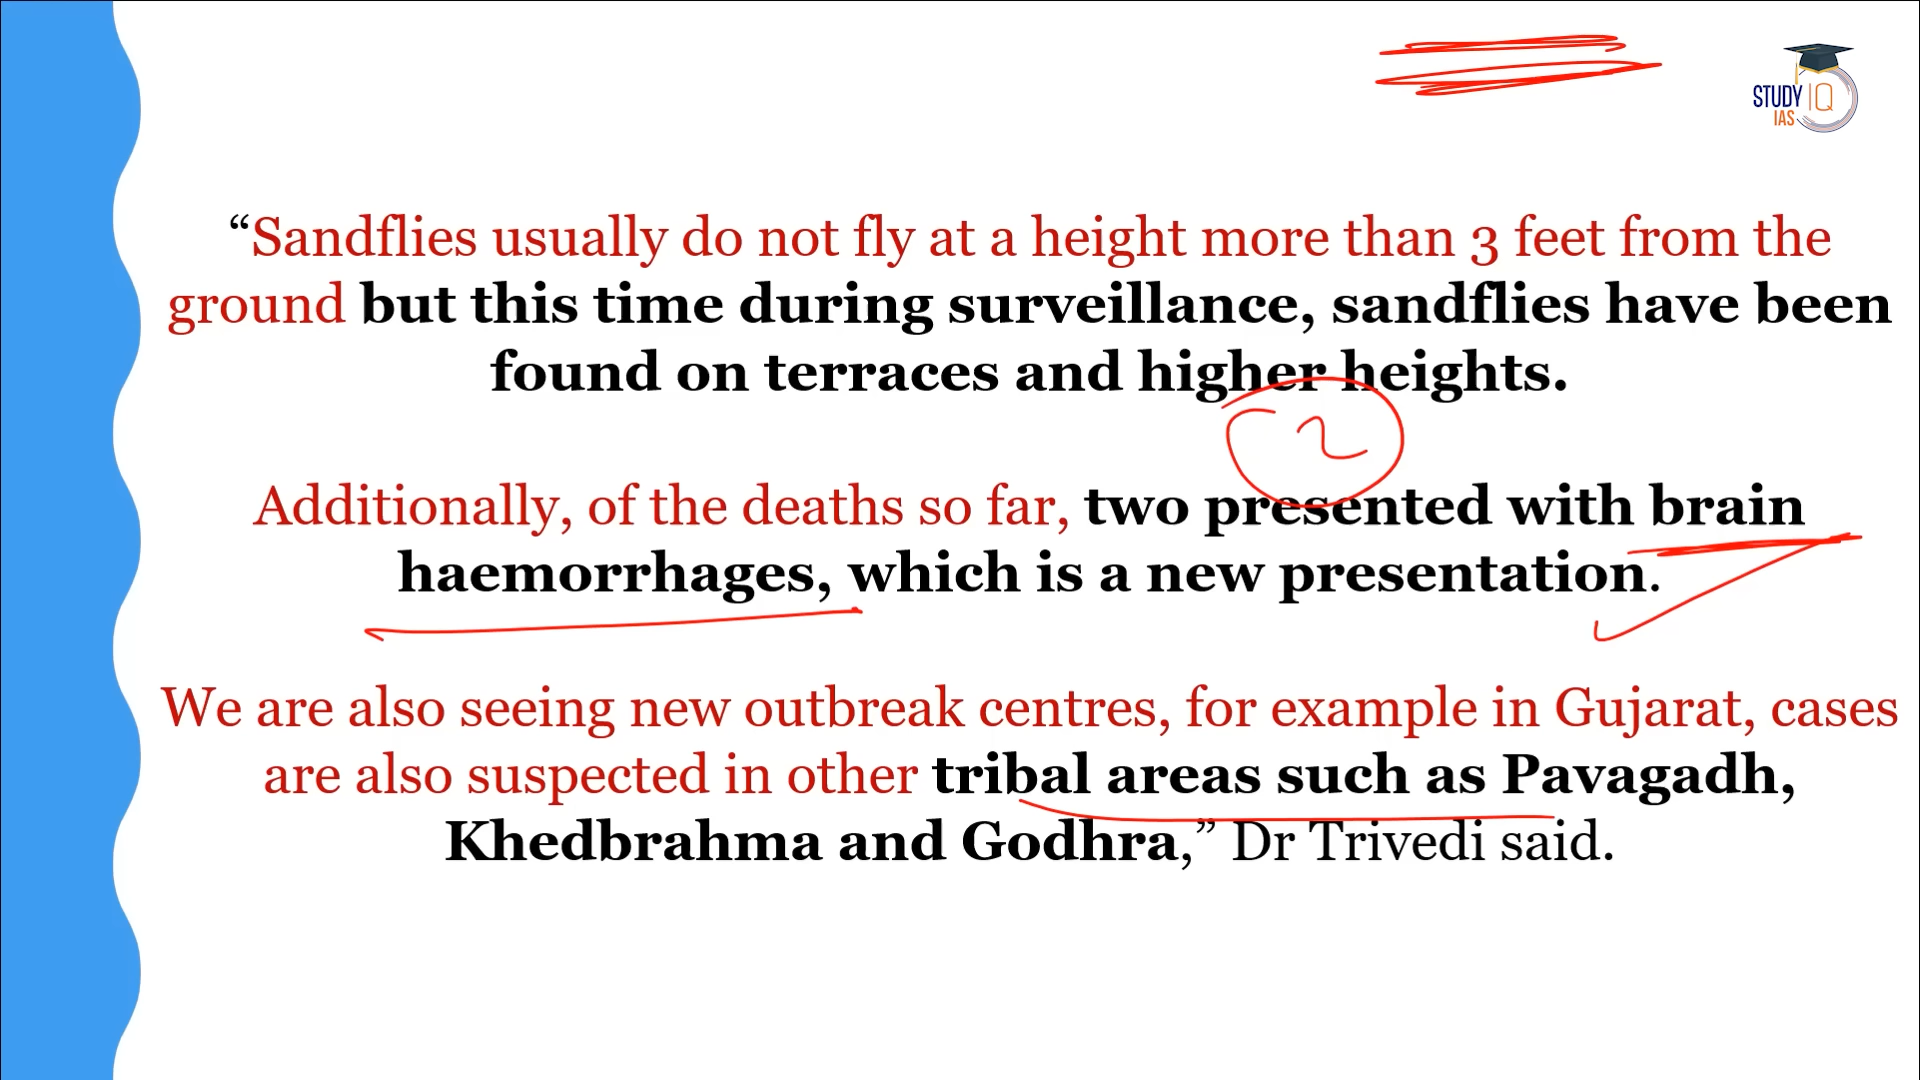 STUDY IQ
IAS
“Sandflies usually do not fly at a height more than 3 feet from the
ground but this time during surveillance, sandflies have been
found on terraces and higher heights.
2
Additionally, of the deaths so far, two presented with brain
haemorrhages, which is a new presentation.
We are also seeing new outbreak centres, for example in Gujarat, cases
are also suspected in other tribal areas such as Pavagadh,
Khedbrahma and Godhra,” Dr Trivedi said.